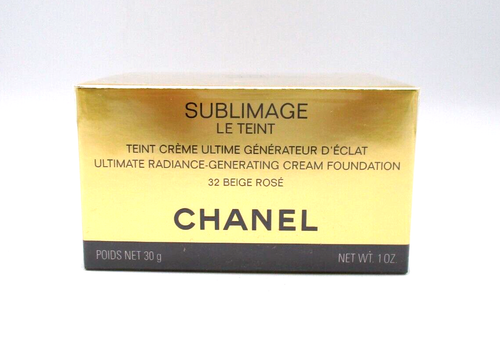 SUBLIMAGE
LE TEINT
TEINT CRÈME ULTIME GÉNÉRATEUR D'ÉCLAT
ULTIMATE RADIANCE-GENERATING CREAM FOUNDATION
32 BEIGE ROSÉ
CHANEL
POIDS NET 30 g NET WT. 1 OZ.